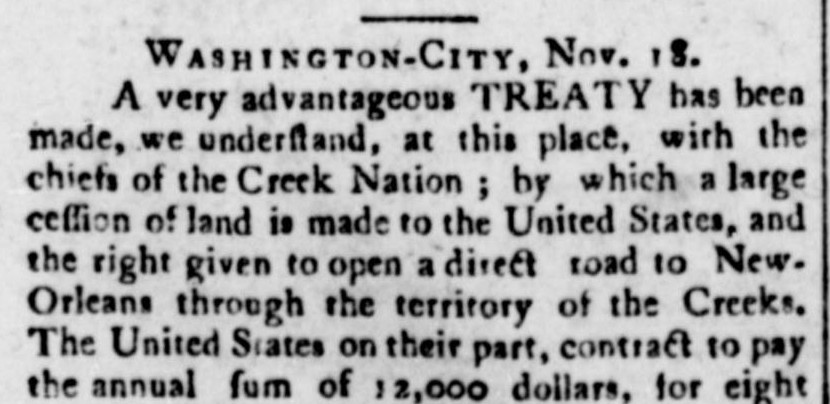 WASHINGTON-CITY, Nov. 18.
A very advantageous TREATY has been
made, we underſtand, at this place, with the
chiefs of the Creek Nation ; by which a large
ceſſion of land is made to the United States, and
the right given to open a direct road to New-
Orleans through the territory of the Creeks.
The United States on their part, contract to pay
the annual ſum of 12,000 dollars, for eight